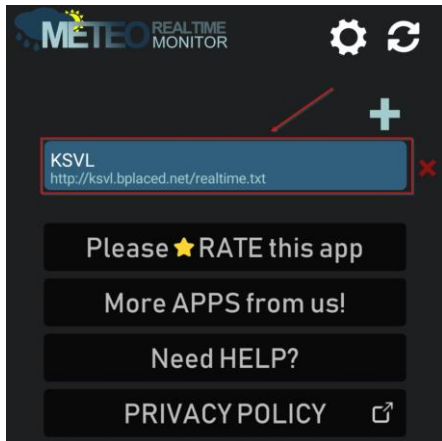 METEO REALTIME
MONITOR
KSVL
http://ksvl.bplaced.net/realtime.txt
Please RATE this app
More APPS from us!
Need HELP?
PRIVACY POLICY